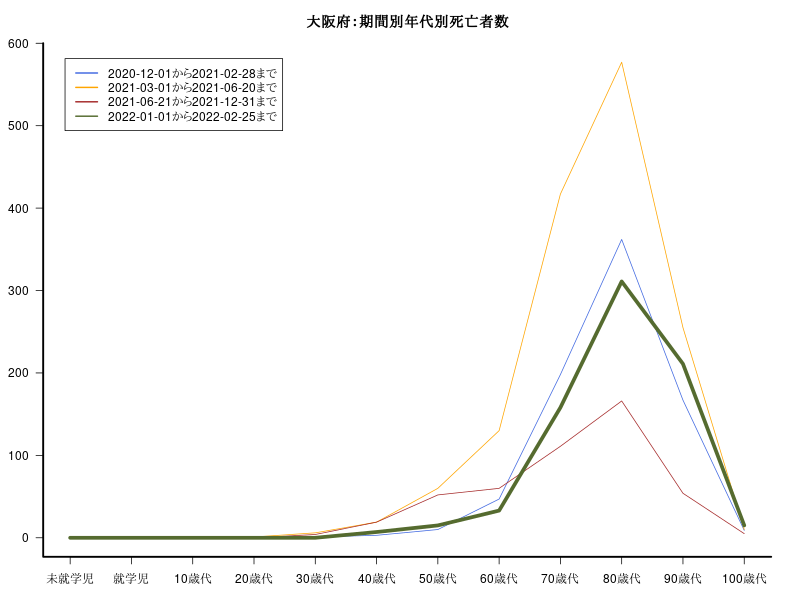 大阪府：期間別年代別死亡者数
600
500
400
300
200
100
0
2020-12-01から2021-02-28まで
2021-03-01から2021-06-20まで
2021-06-21から2021-12-31まで
2022-01-01から2022-02-25まで
未就学児 就学児 10歳代 20歳代 30歳代 40歳代 50歳代 60歳代 70歳代 80歳代 90歳代 100歳代